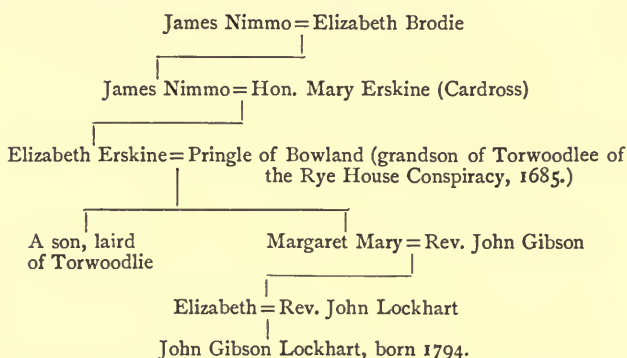 James Nimmo = Elizabeth Brodie
James Nimmo = Hon. Mary Erskine (Cardross)
Elizabeth Erskine = Pringle of Bowland (grandson of Torwoodlee of
the Rye House Conspiracy, 1685.)
A son, laird
of Torwoodlie
Margaret Mary = Rev. John Gibson
Elizabeth = Rev. John Lockhart
John Gibson Lockhart, born 1794.